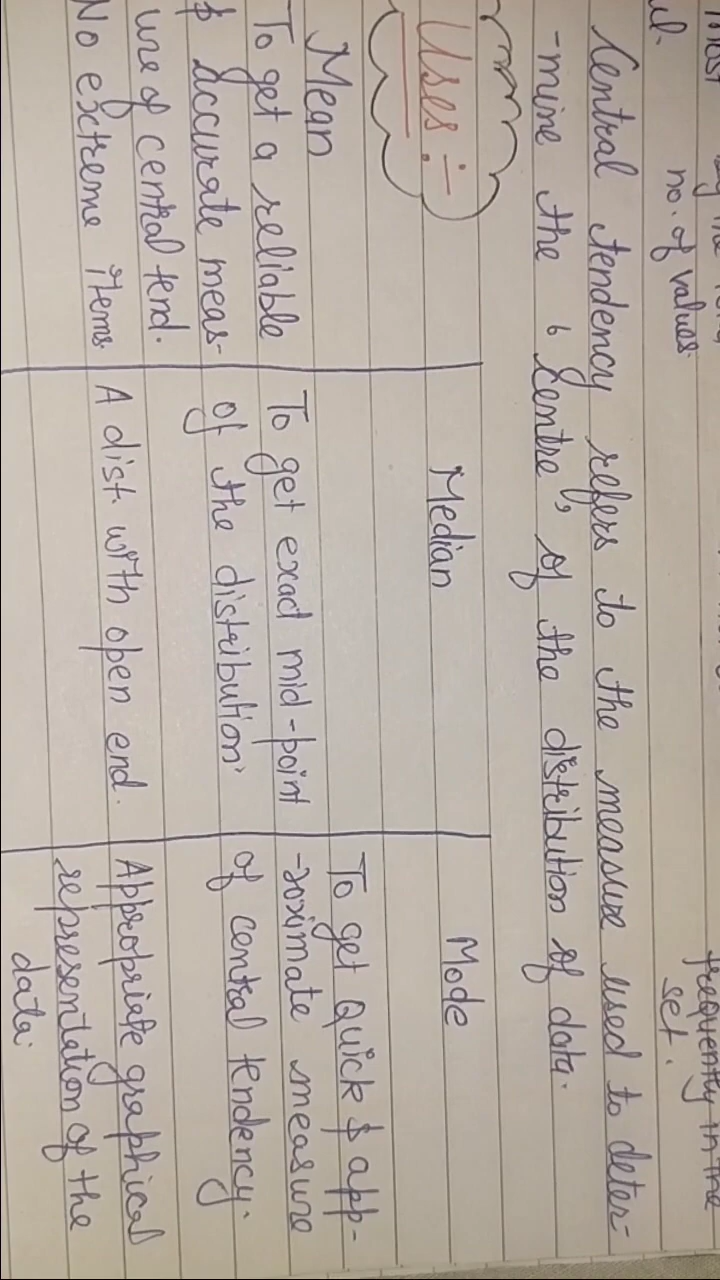 no. of values.
frequently in the
set.
Central tendency refers to the measure used to deter-
-mine the 'Centre' of the distribution of data.
Uses :-
Mean
To get a reliable
& accurate meas-
ure of central tend.
No extreme items
Median
To get exact mid-point
of the distribution.
A dist. with open end.
Mode
To get quick & app-
-roximate measure
of central tendency.
Appropriate graphical
representation of the
data.